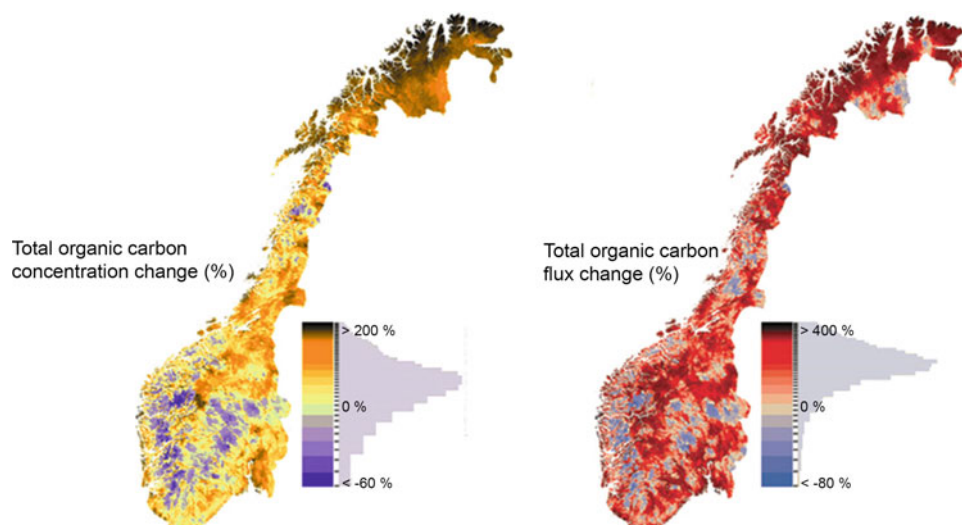 Total organic carbon
concentration change (%)
> 200 %
0 %
< -60 %
Total organic carbon
flux change (%)
> 400 %
0 %
< -80 %